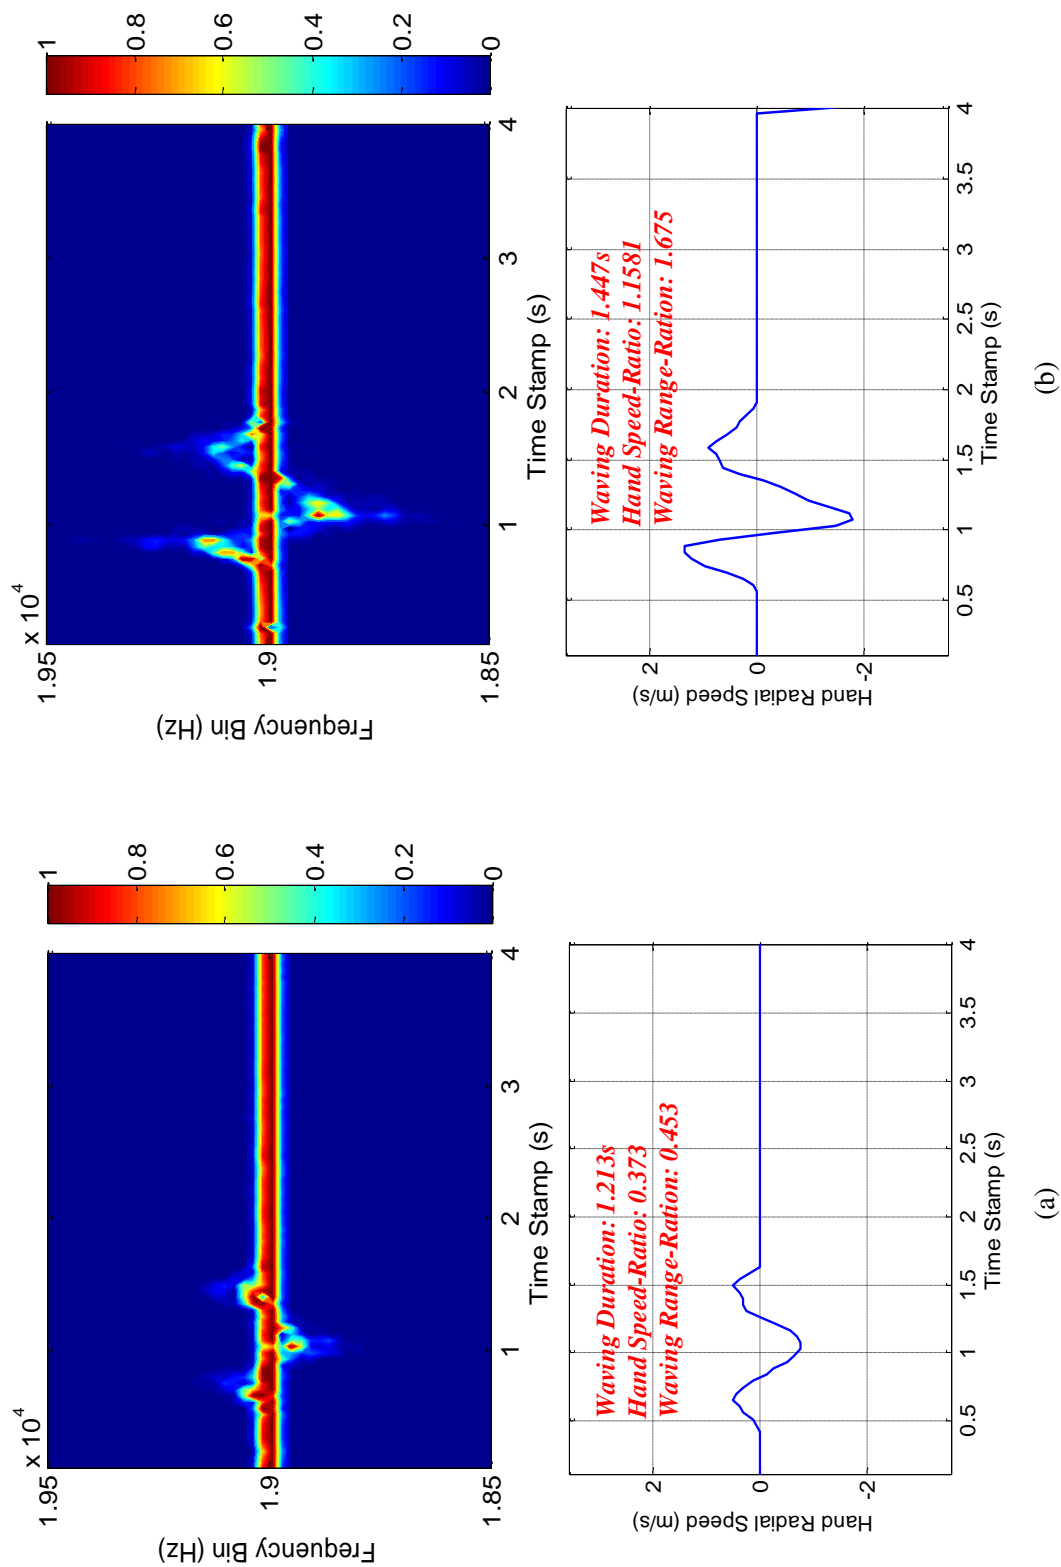 x 10^4
1.95
1.9
1.85
Frequency Bin (Hz)
1
2
3
4
Time Stamp (s)
1
0.8
0.6
0.4
0.2
0
2
0
-2
Hand Radial Speed (m/s)
0.5
1
1.5
2
2.5
3
3.5
4
Time Stamp (s)
Waving Duration: 1.213s
Hand Speed-Ratio: 0.373
Waving Range-Ration: 0.453
(a)
x 10^4
1.95
1.9
1.85
Frequency Bin (Hz)
1
2
3
4
Time Stamp (s)
1
0.8
0.6
0.4
0.2
0
2
0
-2
Hand Radial Speed (m/s)
0.5
1
1.5
2
2.5
3
3.5
4
Time Stamp (s)
Waving Duration: 1.447s
Hand Speed-Ratio: 1.1581
Waving Range-Ration: 1.675
(b)